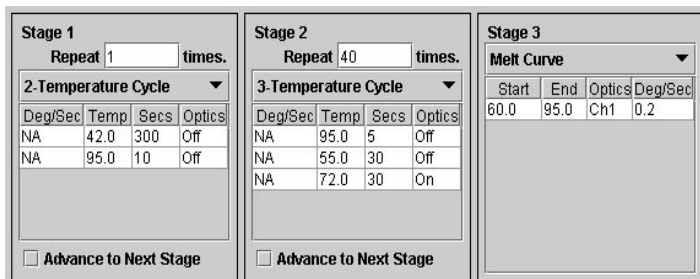 Stage 1
Repeat 1 times.
2-Temperature Cycle
Deg/Sec Temp Secs Optics
NA 42.0 300 Off
NA 95.0 10 Off
Advance to Next Stage
Stage 2
Repeat 40 times.
3-Temperature Cycle
Deg/Sec Temp Secs Optics
NA 95.0 5 Off
NA 55.0 30 Off
NA 72.0 30 On
Advance to Next Stage
Stage 3
Melt Curve
Start End Optics Deg/Sec
60.0 95.0 Ch1 0.2